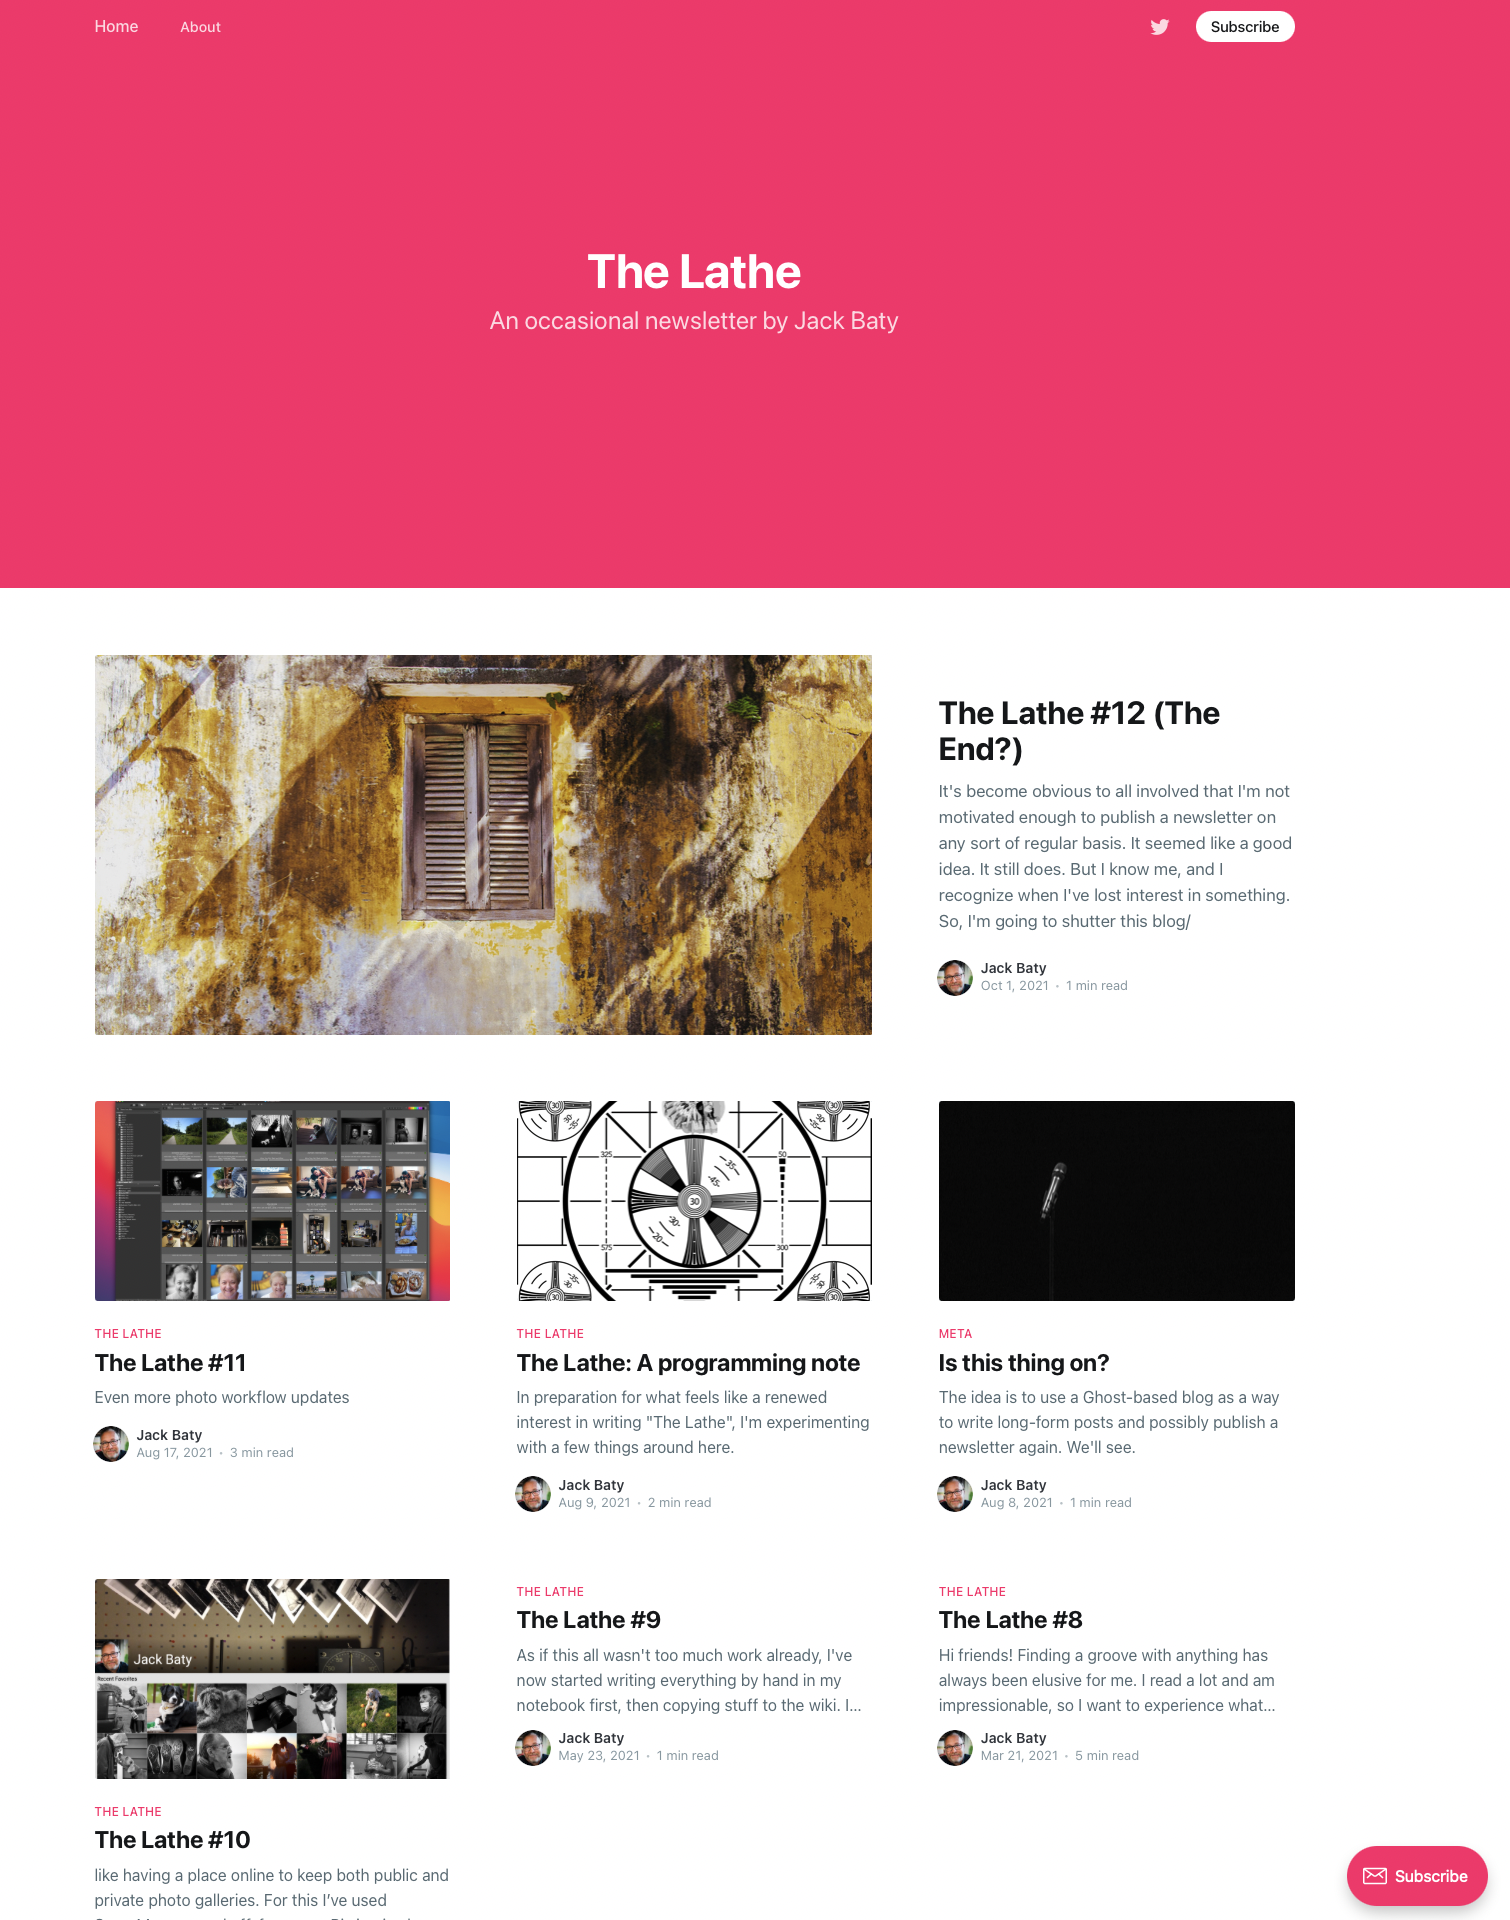 Home
About
Subscribe
The Lathe
An occasional newsletter by Jack Baty
The Lathe #12 (The
End?)
It's become obvious to all involved that I'm not
motivated enough to publish a newsletter on
any sort of regular basis. It seemed like a good
idea. It still does. But I know me, and I
recognize when I've lost interest in something.
So, I'm going to shutter this blog/
Jack Baty
Oct 1, 2021 • 1 min read
THE LATHE
The Lathe #11
Even more photo workflow updates
Jack Baty
Aug 17, 2021 • 3 min read
325
50
30
35
45
30
20
575
300
THE LATHE
The Lathe: A programming note
In preparation for what feels like a renewed
interest in writing "The Lathe", I'm experimenting
with a few things around here.
Jack Baty
Aug 9, 2021 • 2 min read
META
Is this thing on?
The idea is to use a Ghost-based blog as a way
to write long-form posts and possibly publish a
newsletter again. We'll see.
Jack Baty
Aug 8, 2021 • 1 min read
Jack Baty
Recent Favorites
THE LATHE
The Lathe #10
like having a place online to keep both public and
private photo galleries. For this I’ve used
THE LATHE
The Lathe #9
As if this all wasn't too much work already, I've
now started writing everything by hand in my
notebook first, then copying stuff to the wiki. I...
Jack Baty
May 23, 2021 • 1 min read
THE LATHE
The Lathe #8
Hi friends! Finding a groove with anything has
always been elusive for me. I read a lot and am
impressionable, so I want to experience what...
Jack Baty
Mar 21, 2021 • 5 min read
Subscribe